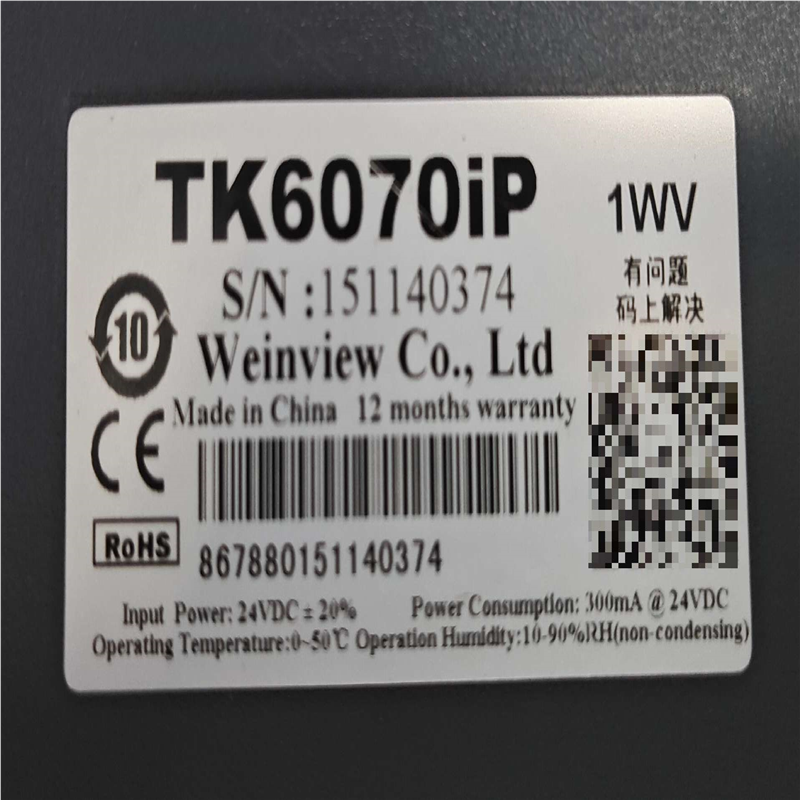 TK6070iP
1WV
S/N :151140374
有问题
码上解决
10
Weinview Co., Ltd
Made in China 12 months warranty
CE
RoHS
867880151140374
Input Power: 24VDC ± 20% Power Consumption: 300mA @ 24VDC
Operating Temperature:0~50℃ Operation Humidity:10-90%RH(non-condensing)